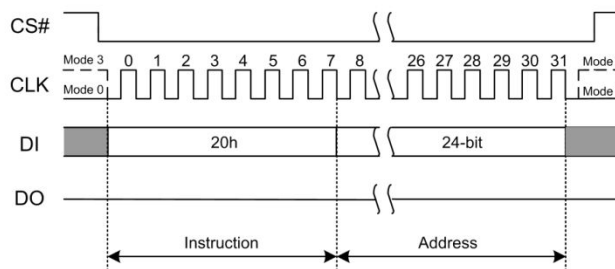 CS#
Mode 3
0 1 2 3 4 5 6 7 8 26 27 28 29 30 31
Mode
CLK
Mode 0
Mode
DI
20h
24-bit
DO
Instruction
Address